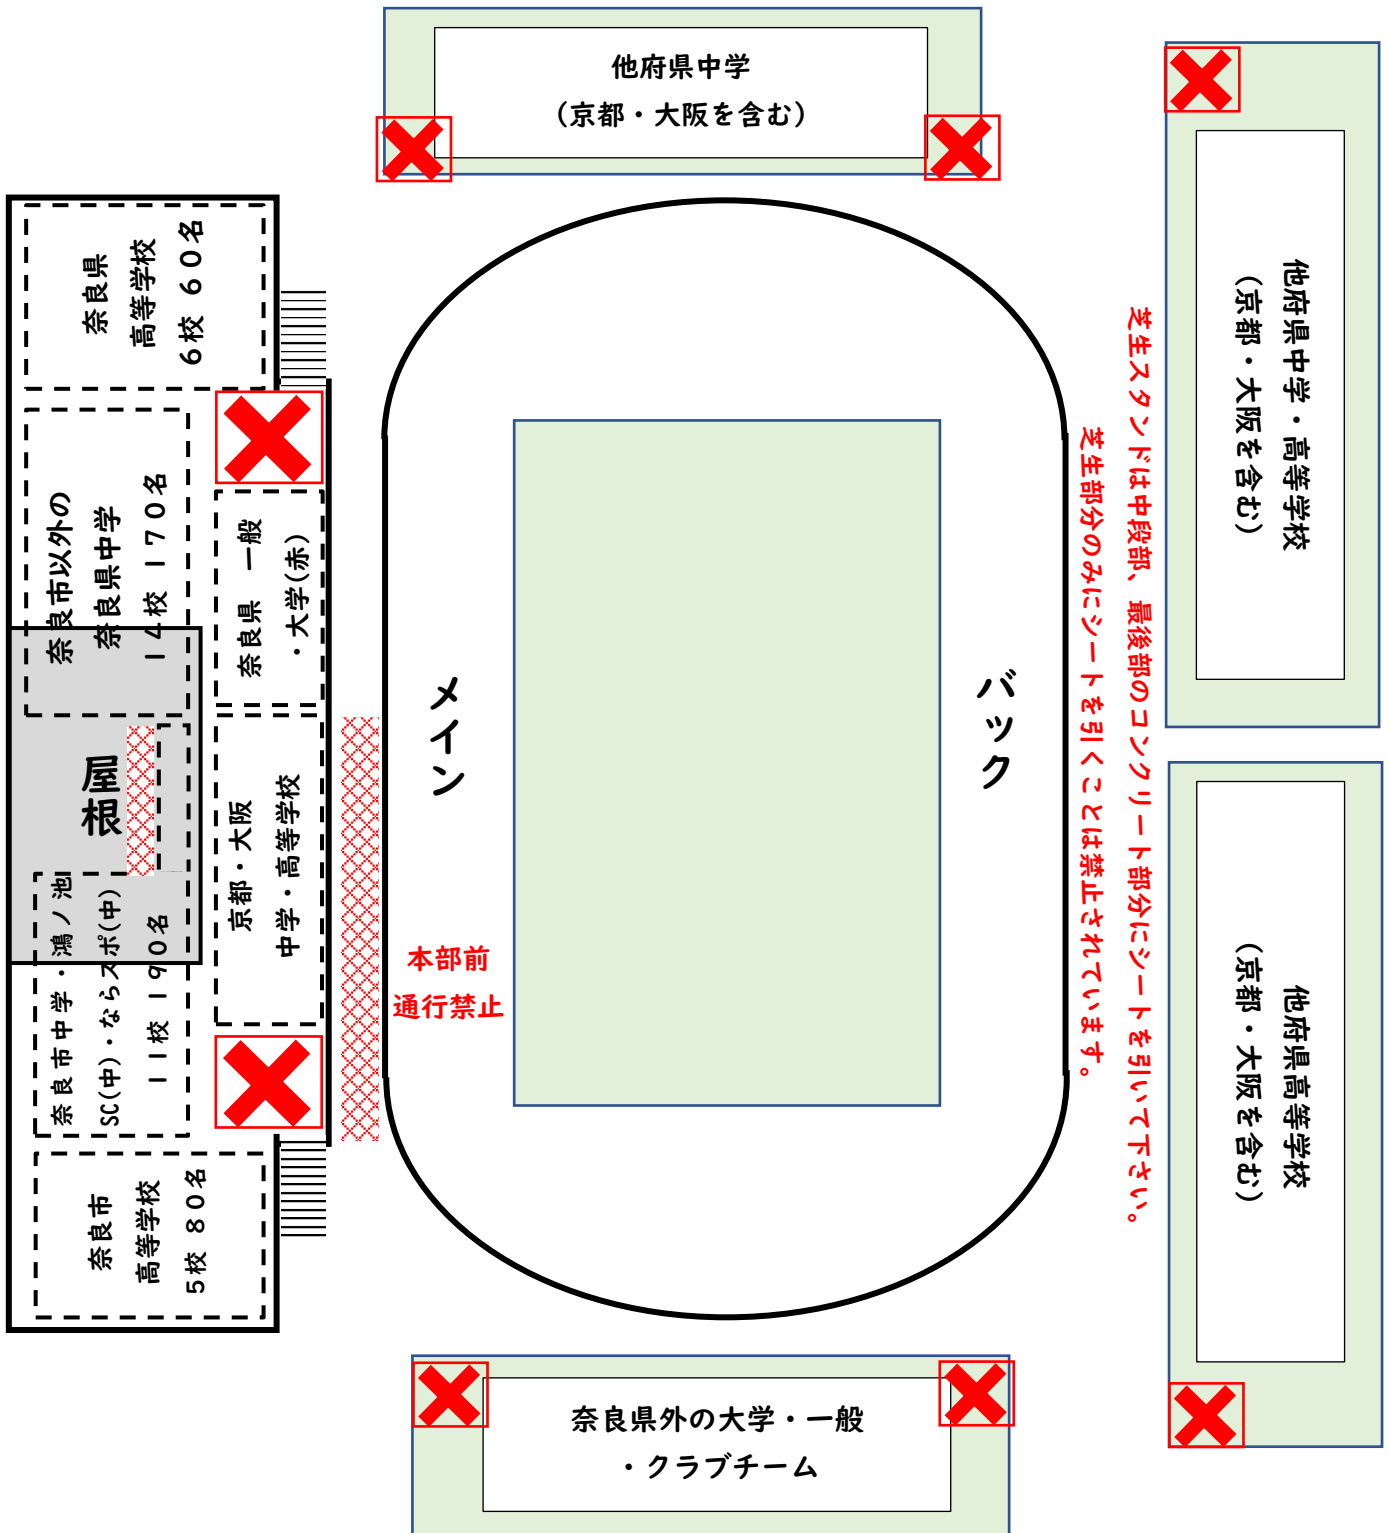 他府県中学
（京都・大阪を含む）
奈良県
高等学校
６校 ６０名
奈良市以外の
奈良県中学
１４校 １７０名
奈良県 一般
・大学（赤）
屋根
京都・大阪
中学・高等学校
奈良市中学・鴻ノ池
SC(中)・ならスポ(中)
１１校 １９０名
奈良市
高等学校
５校 ８０名
メイン
バック
本部前
通行禁止
芝生スタンドは中段部、最後部のコンクリート部分にシートを引いて下さい。
芝生部分のみにシートを引くことは禁止されています。
他府県中学・高等学校
（京都・大阪を含む）
他府県高等学校
（京都・大阪を含む）
奈良県外の大学・一般
・クラブチーム